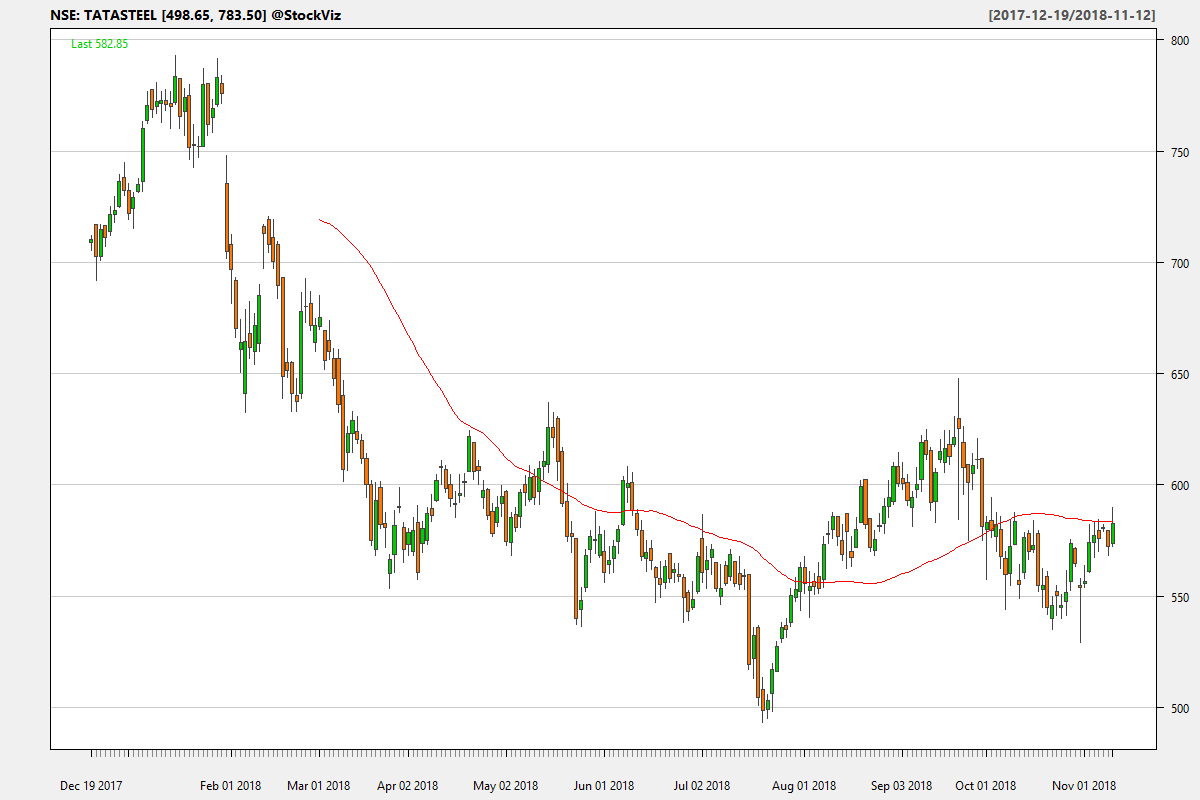 NSE: TATASTEEL [498.65, 783.50] @StockViz
[2017-12-19/2018-11-12]
Last 582.85
800
750
700
650
600
550
500
Dec 19 2017
Feb 01 2018
Mar 01 2018
Apr 02 2018
May 02 2018
Jun 01 2018
Jul 02 2018
Aug 01 2018
Sep 03 2018
Oct 01 2018
Nov 01 2018